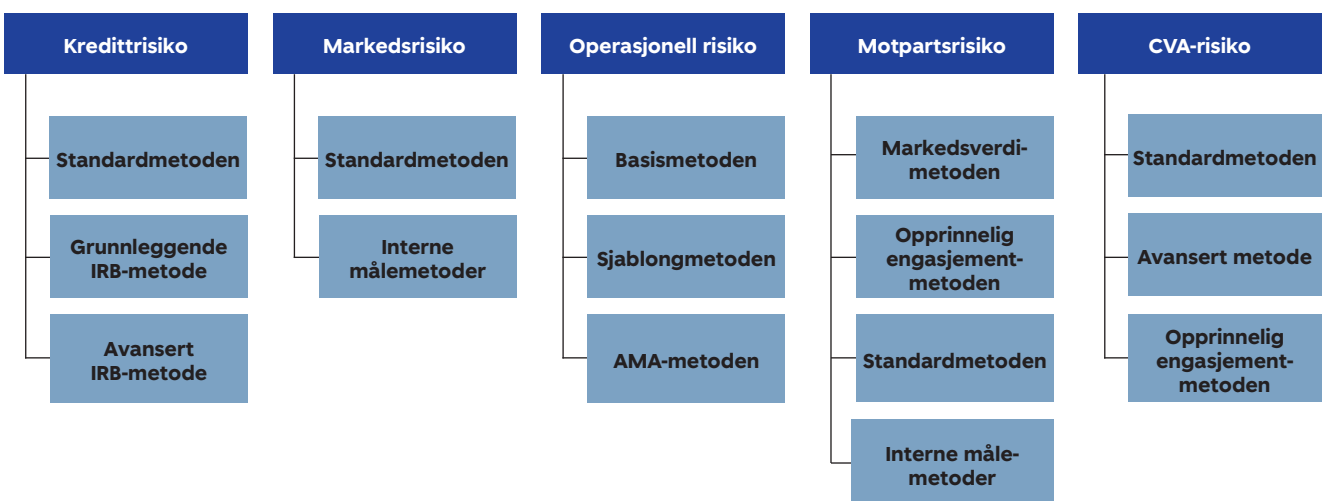 Kredittrisiko
Standardmetoden
Grunnleggende
IRB-metode
Avansert
IRB-metode
Markedsrisiko
Standardmetoden
Interne
målemetoder
Operasjonell risiko
Basismetoden
Sjablongmetoden
AMA-metoden
Motpartsrisiko
Markedsverdi-
metoden
Opprinnelig
engasjement-
metoden
Standardmetoden
Interne måle-
metoder
CVA-risiko
Standardmetoden
Avansert metode
Opprinnelig
engasjement-
metoden